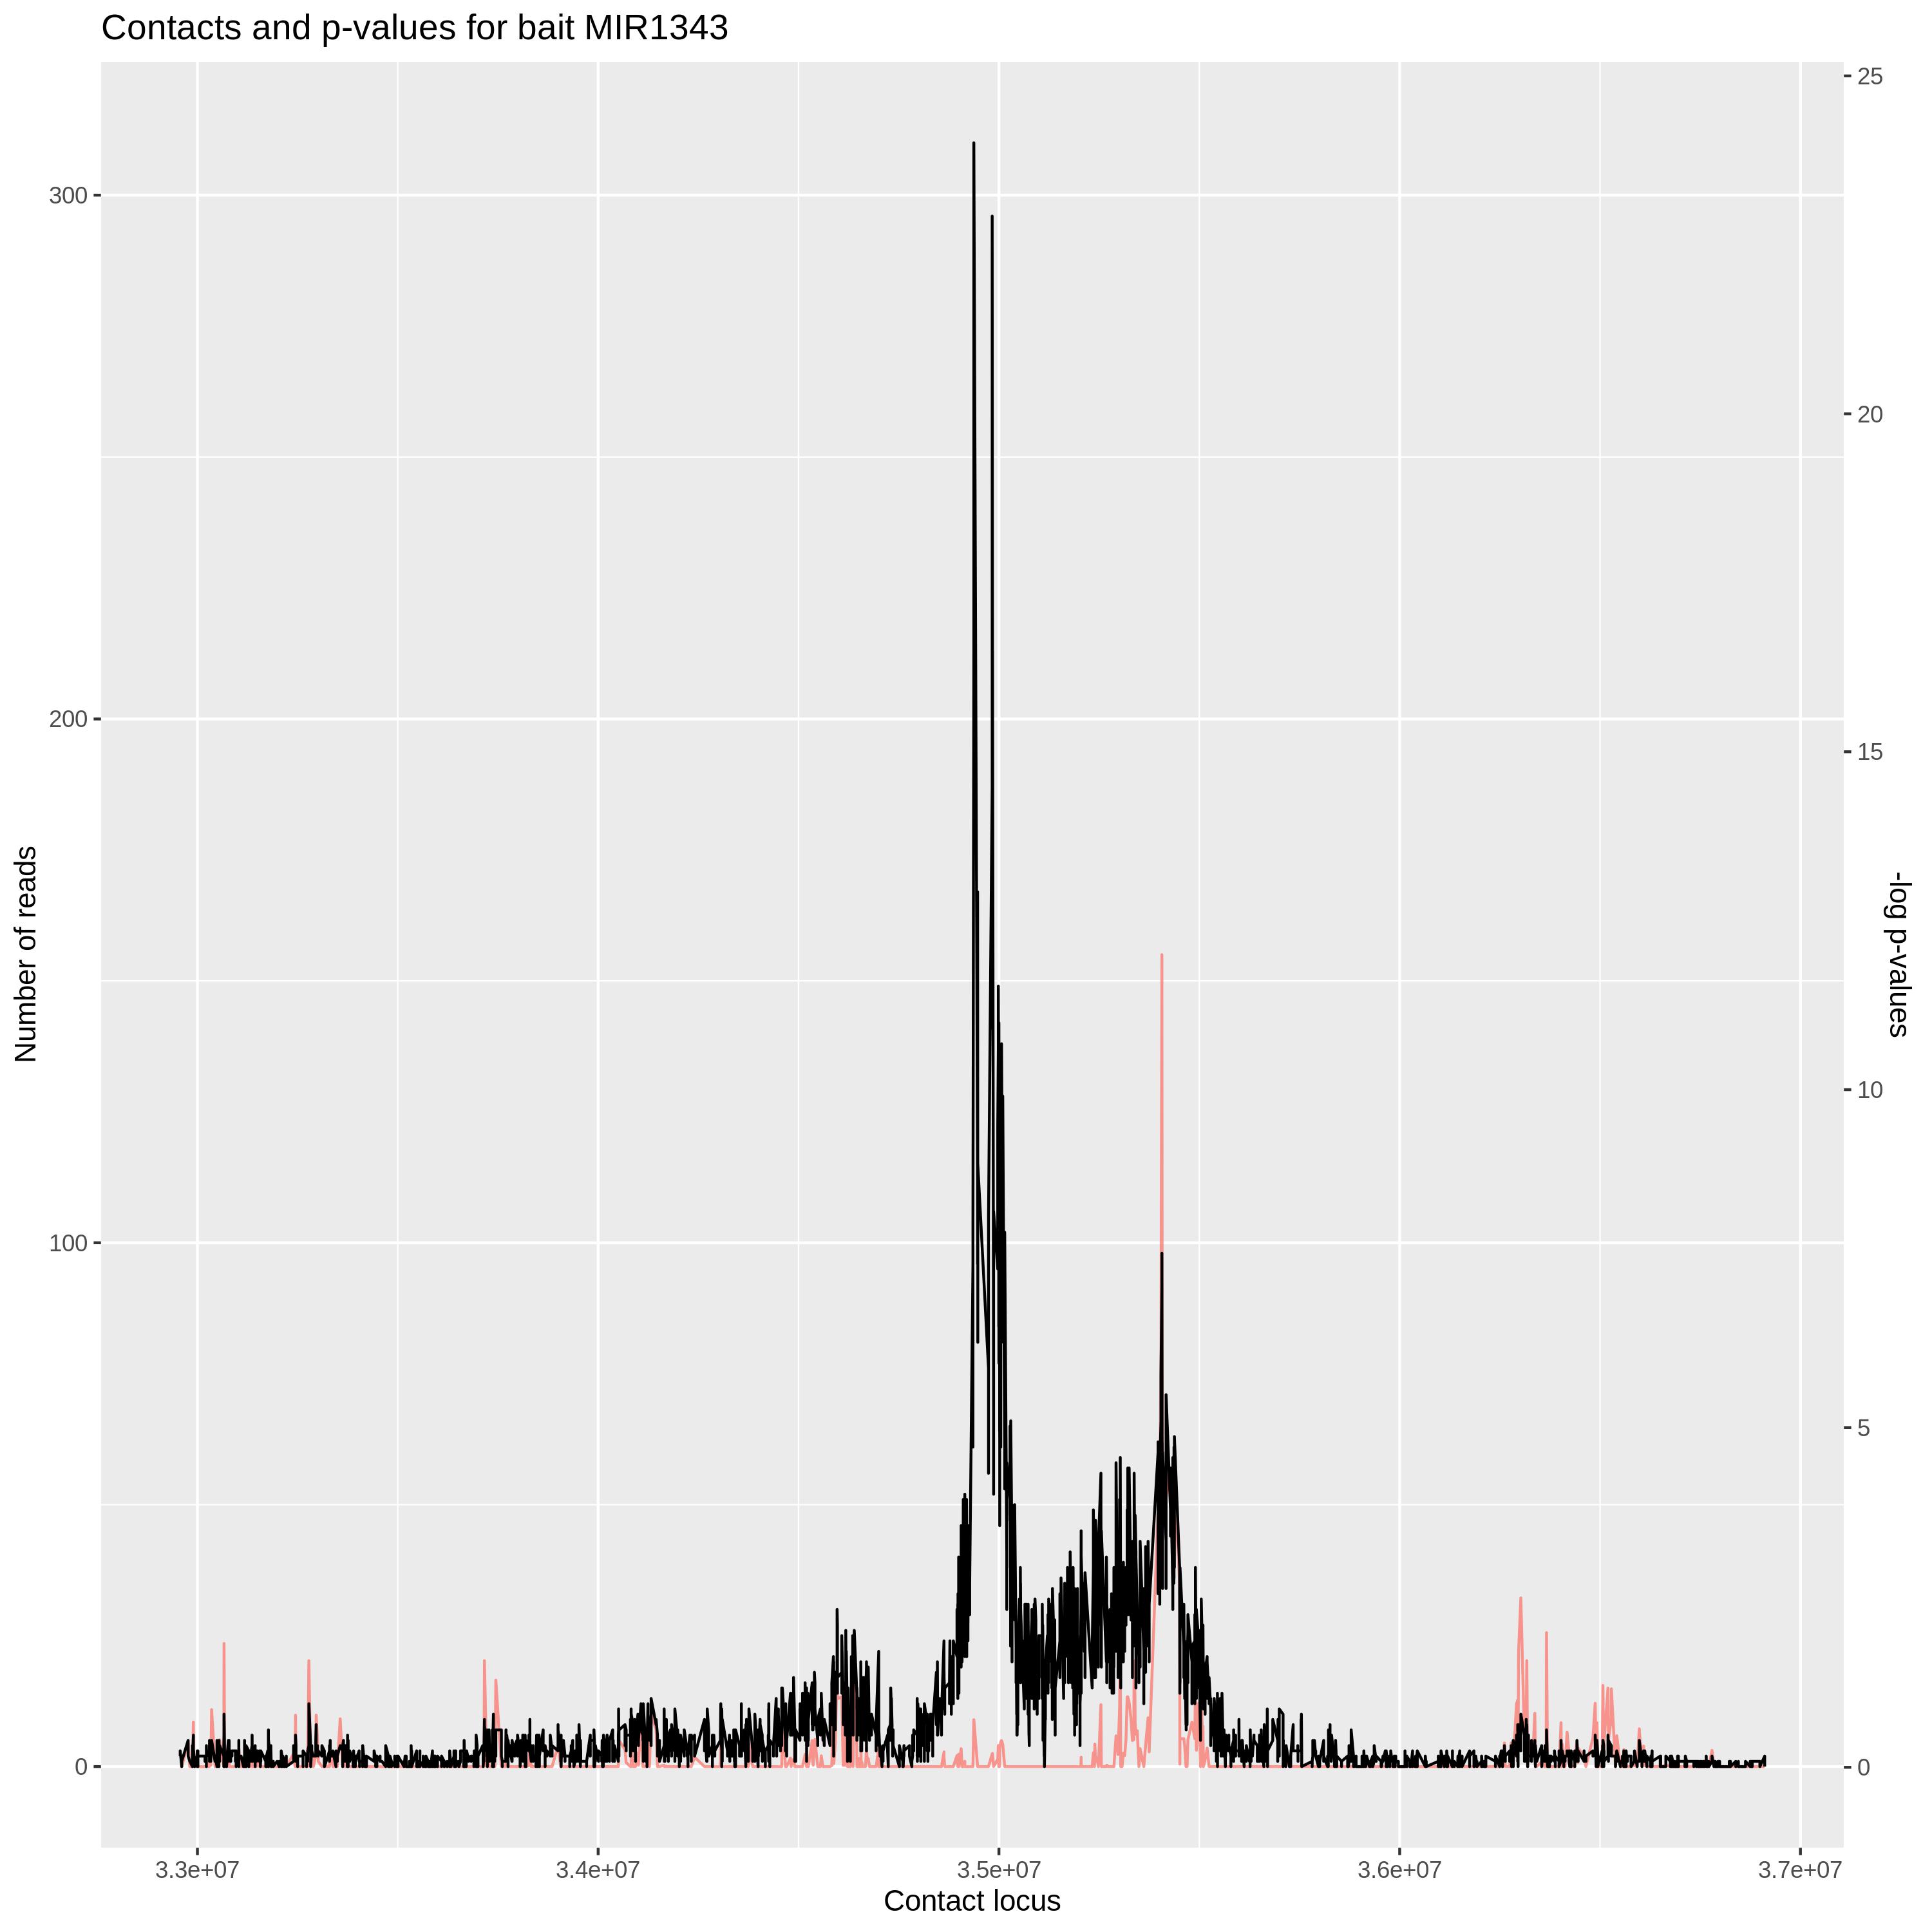 Contacts and p-values for bait MIR1343
25
300
20
200
15
Number of reads
-log p-values
10
100
5
0
0
3.3e+07
3.4e+07
3.5e+07
3.6e+07
3.7e+07
Contact locus